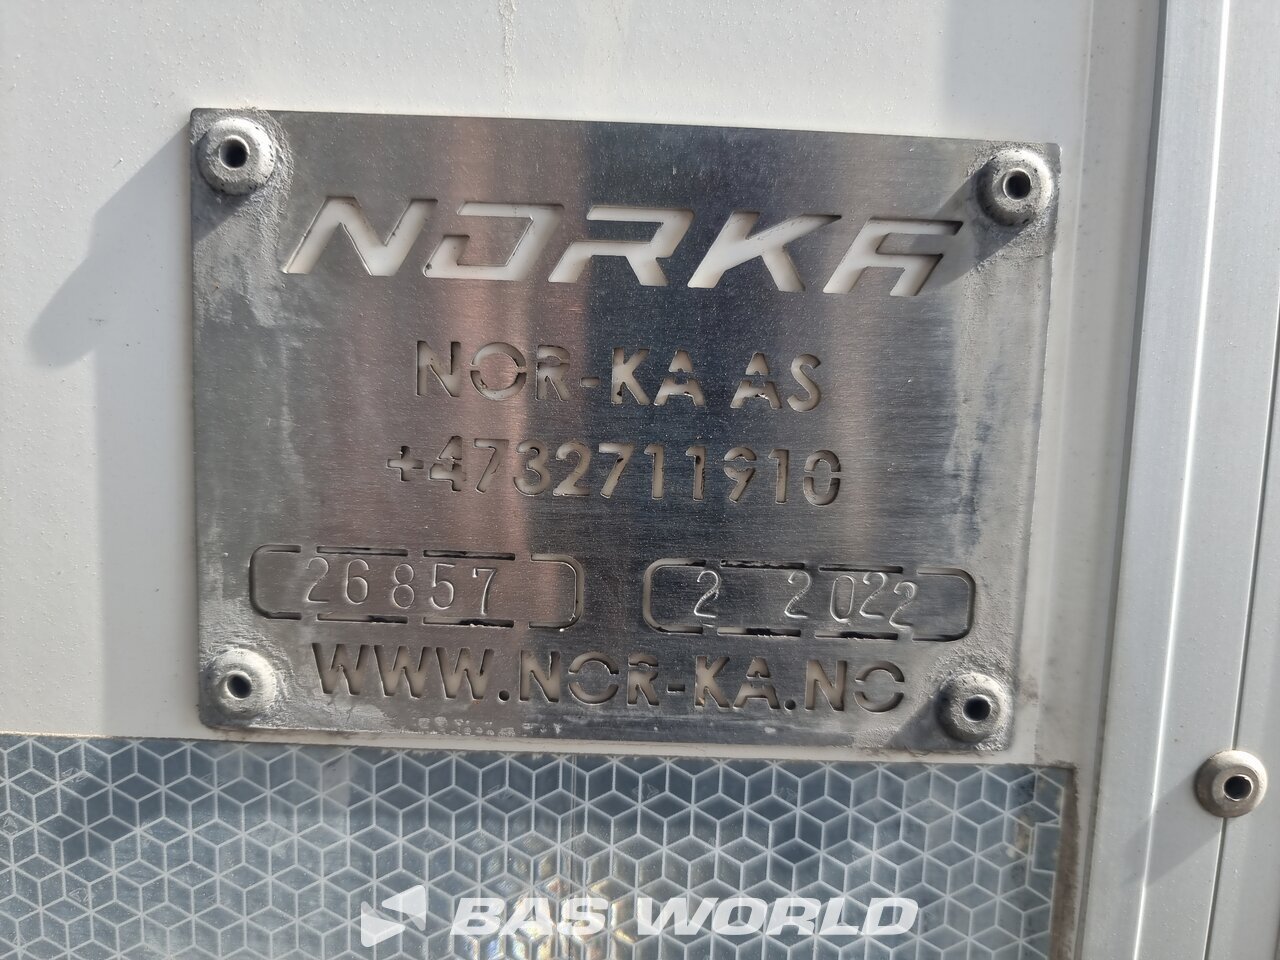 NORKA
NOR-KA AS
+4732711910
26857 2 2022
WWW.NOR-KA.NO
BAS WORLD